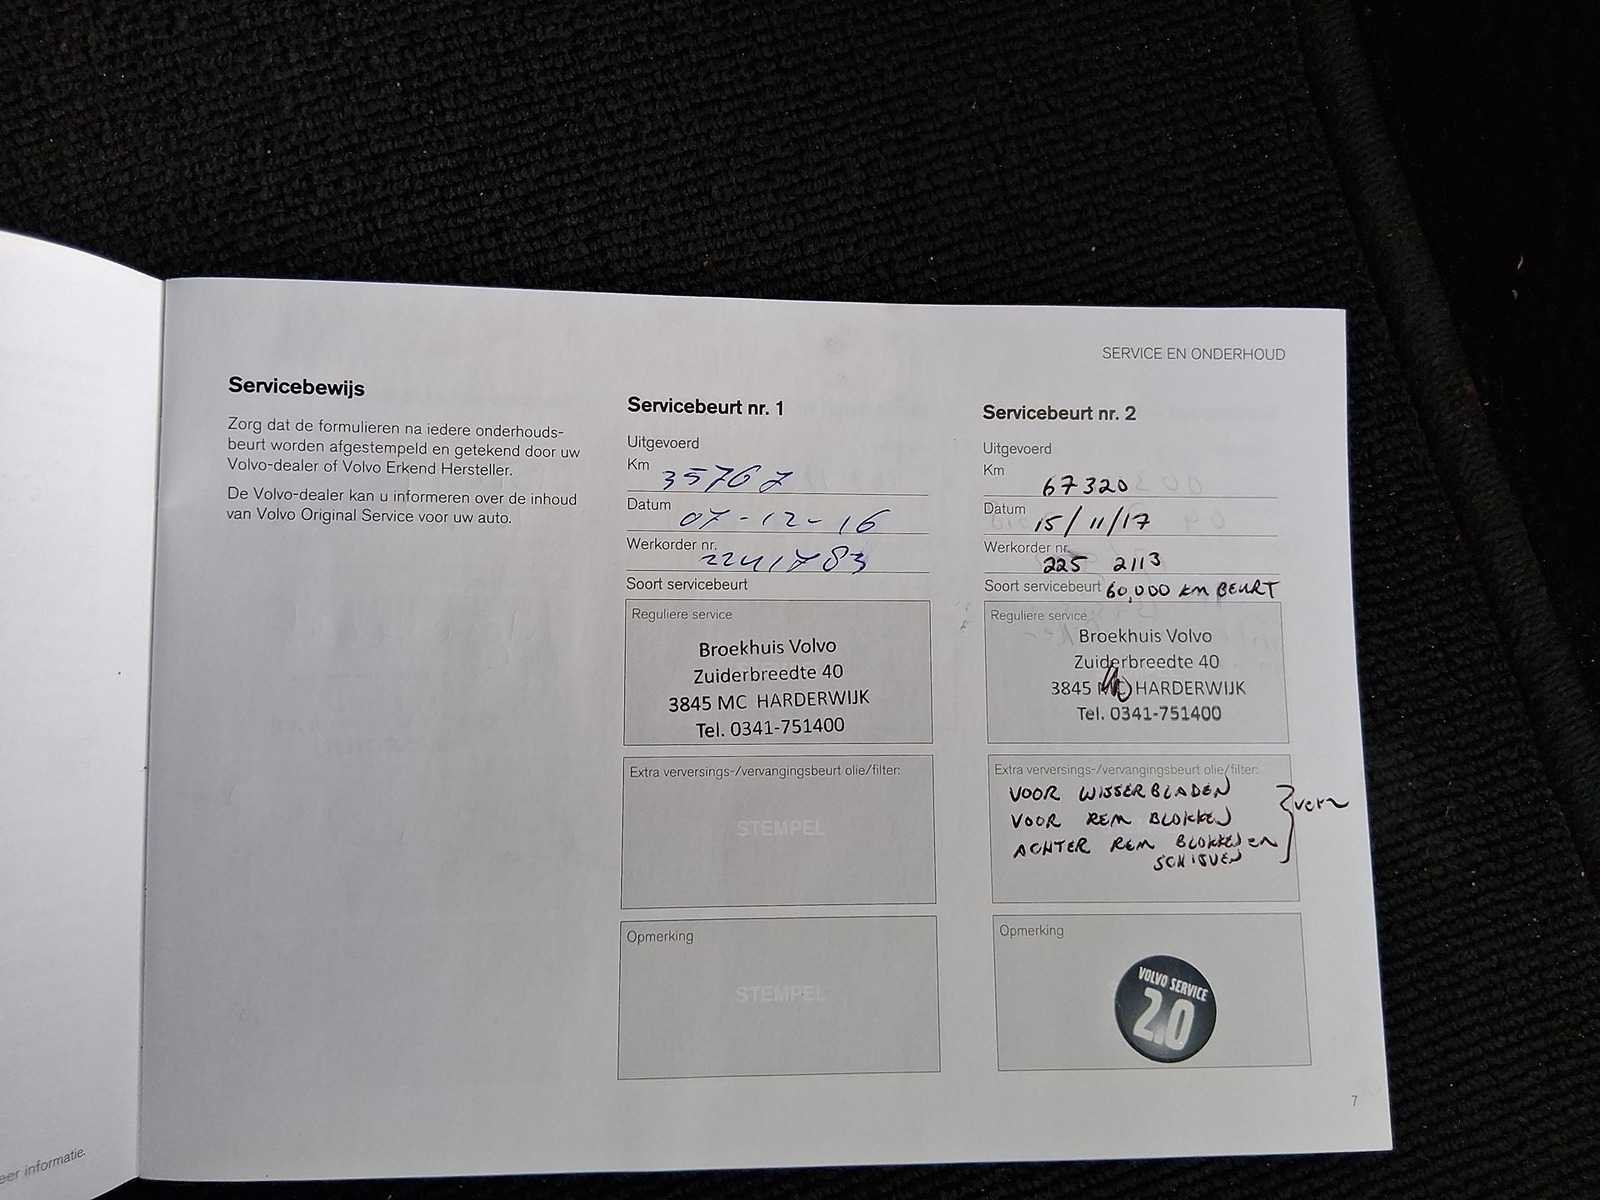 SERVICE EN ONDERHOUD
Servicebewijs
Zorg dat de formulieren na iedere onderhouds-
beurt worden afgestempeld en getekend door uw
Volvo-dealer of Volvo Erkend Hersteller.
De Volvo-dealer kan u informeren over de inhoud
van Volvo Original Service voor uw auto.
Servicebeurt nr. 1
Uitgevoerd
Km 35767
Datum 07-12-16
Werkorder nr. 2241783
Soort servicebeurt
Reguliere service
Broekhuis Volvo
Zuiderbreedte 40
3845 MC HARDERWIJK
Tel. 0341-751400
Extra verversings-/vervangingsbeurt olie/filter:
STEMPEL
Opmerking
STEMPEL
Servicebeurt nr. 2
Uitgevoerd
Km 67320
Datum 15/11/17
Werkorder nr. 225 2113
Soort servicebeurt 60,000 KM BEURT
Reguliere service
Broekhuis Volvo
Zuiderbreedte 40
3845 MC HARDERWIJK
Tel. 0341-751400
Extra verversings-/vervangingsbeurt olie/filter:
VOOR WISSERBLADEN
VOOR REM BLOKKEN
ACHTER REM BLOKKEN EN
SCHIJVEN
Opmerking
VOLVO SERVICE
2.0
7
eer informatie.